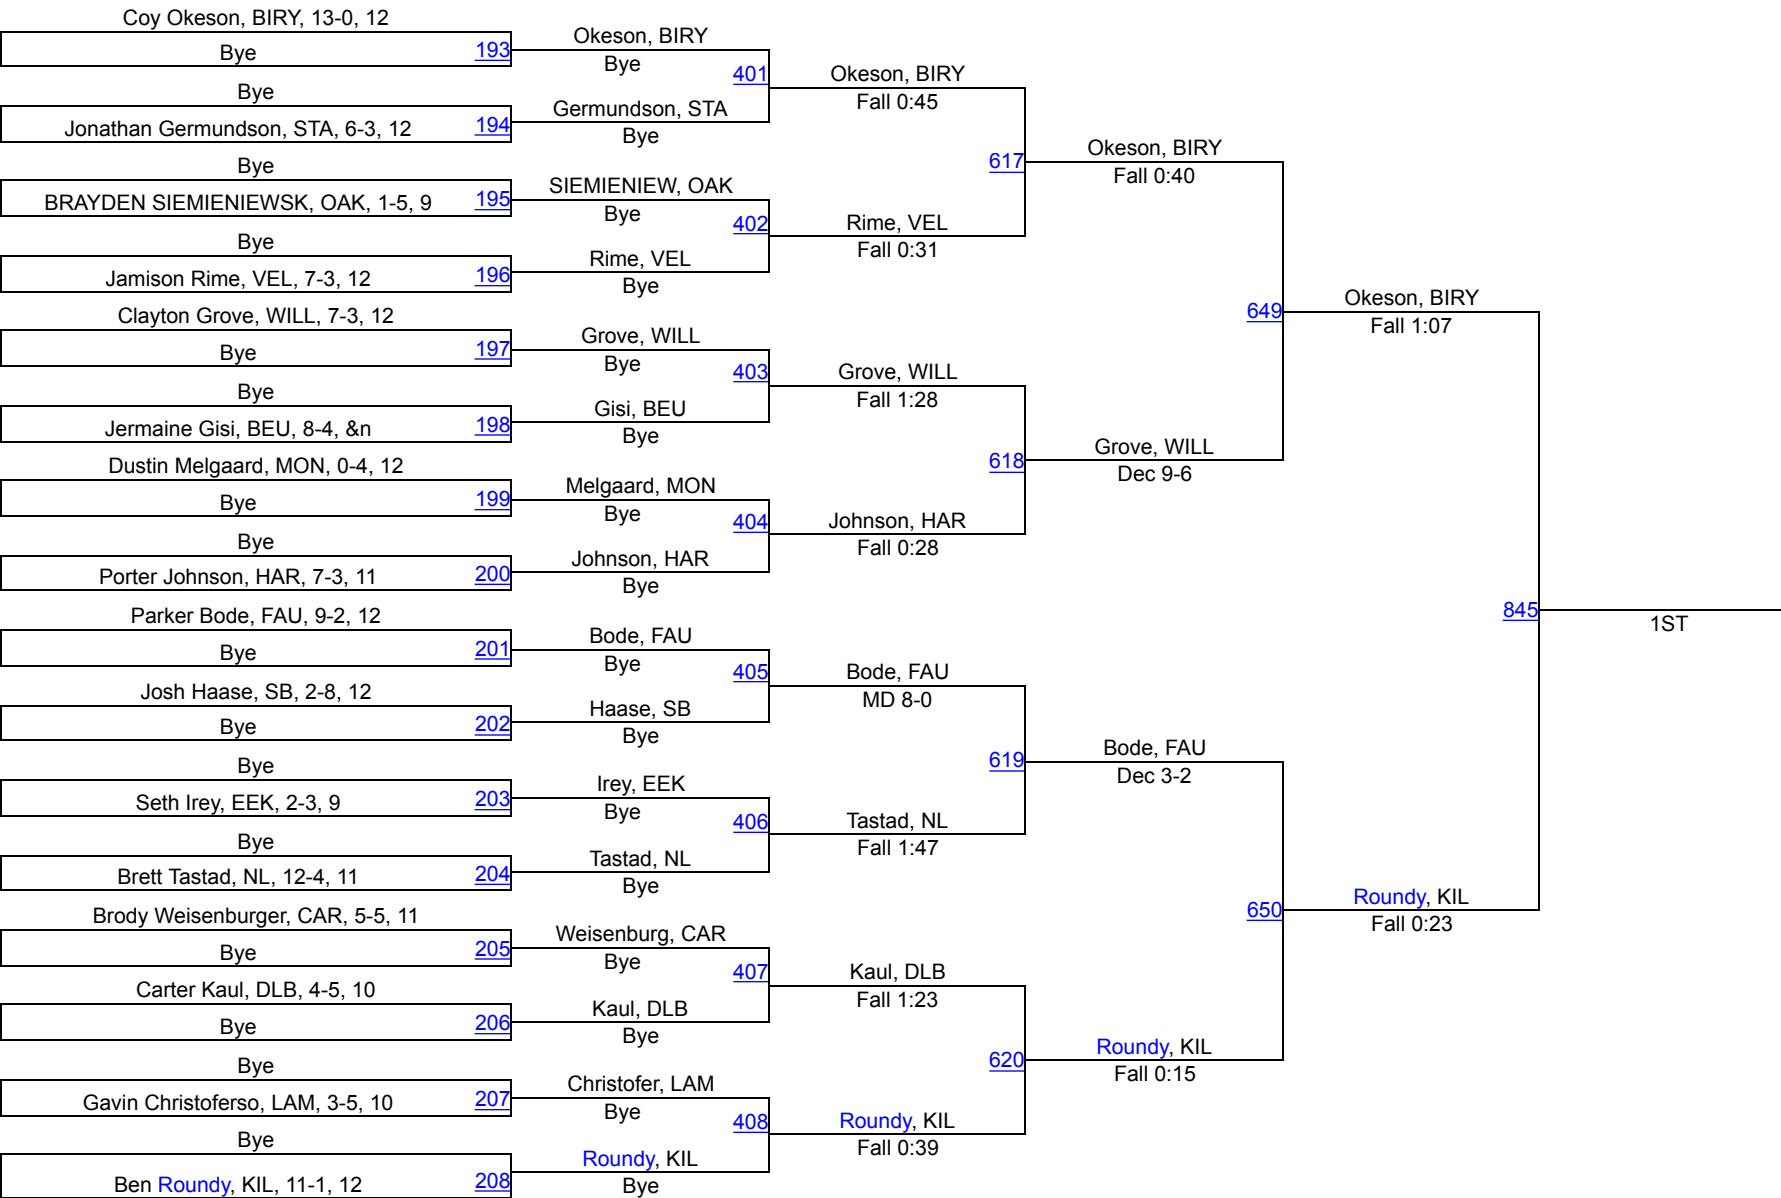 Coy Okeson, BIRY, 13-0, 12
Bye
193
Bye
Jonathan Germundson, STA, 6-3, 12
194
Bye
BRAYDEN SIEMIENIEWSK, OAK, 1-5, 9
195
Bye
Jamison Rime, VEL, 7-3, 12
196
Clayton Grove, WILL, 7-3, 12
Bye
197
Bye
Jermaine Gisi, BEU, 8-4, &n
198
Dustin Melgaard, MON, 0-4, 12
Bye
199
Bye
Porter Johnson, HAR, 7-3, 11
200
Parker Bode, FAU, 9-2, 12
Bye
201
Josh Haase, SB, 2-8, 12
Bye
202
Bye
Seth Irey, EEK, 2-3, 9
203
Bye
Brett Tastad, NL, 12-4, 11
204
Brody Weisenburger, CAR, 5-5, 11
Bye
205
Carter Kaul, DLB, 4-5, 10
Bye
206
Bye
Gavin Christoferso, LAM, 3-5, 10
207
Bye
Ben Roundy, KIL, 11-1, 12
208
Okeson, BIRY
Bye
401
Germundson, STA
Bye
SIEMIENIEW, OAK
Bye
402
Rime, VEL
Bye
Grove, WILL
Bye
403
Gisi, BEU
Bye
Melgaard, MON
Bye
404
Johnson, HAR
Bye
Bode, FAU
Bye
405
Haase, SB
Bye
Irey, EEK
Bye
406
Tastad, NL
Bye
Weisenburg, CAR
Bye
407
Kaul, DLB
Bye
Christofer, LAM
Bye
408
Roundy, KIL
Bye
Okeson, BIRY
Fall 0:45
617
Rime, VEL
Fall 0:31
Grove, WILL
Fall 1:28
618
Johnson, HAR
Fall 0:28
Bode, FAU
MD 8-0
619
Tastad, NL
Fall 1:47
Kaul, DLB
Fall 1:23
620
Roundy, KIL
Fall 0:39
Okeson, BIRY
Fall 0:40
649
Grove, WILL
Dec 9-6
Bode, FAU
Dec 3-2
650
Roundy, KIL
Fall 0:15
Okeson, BIRY
Fall 1:07
845
Roundy, KIL
Fall 0:23
1ST